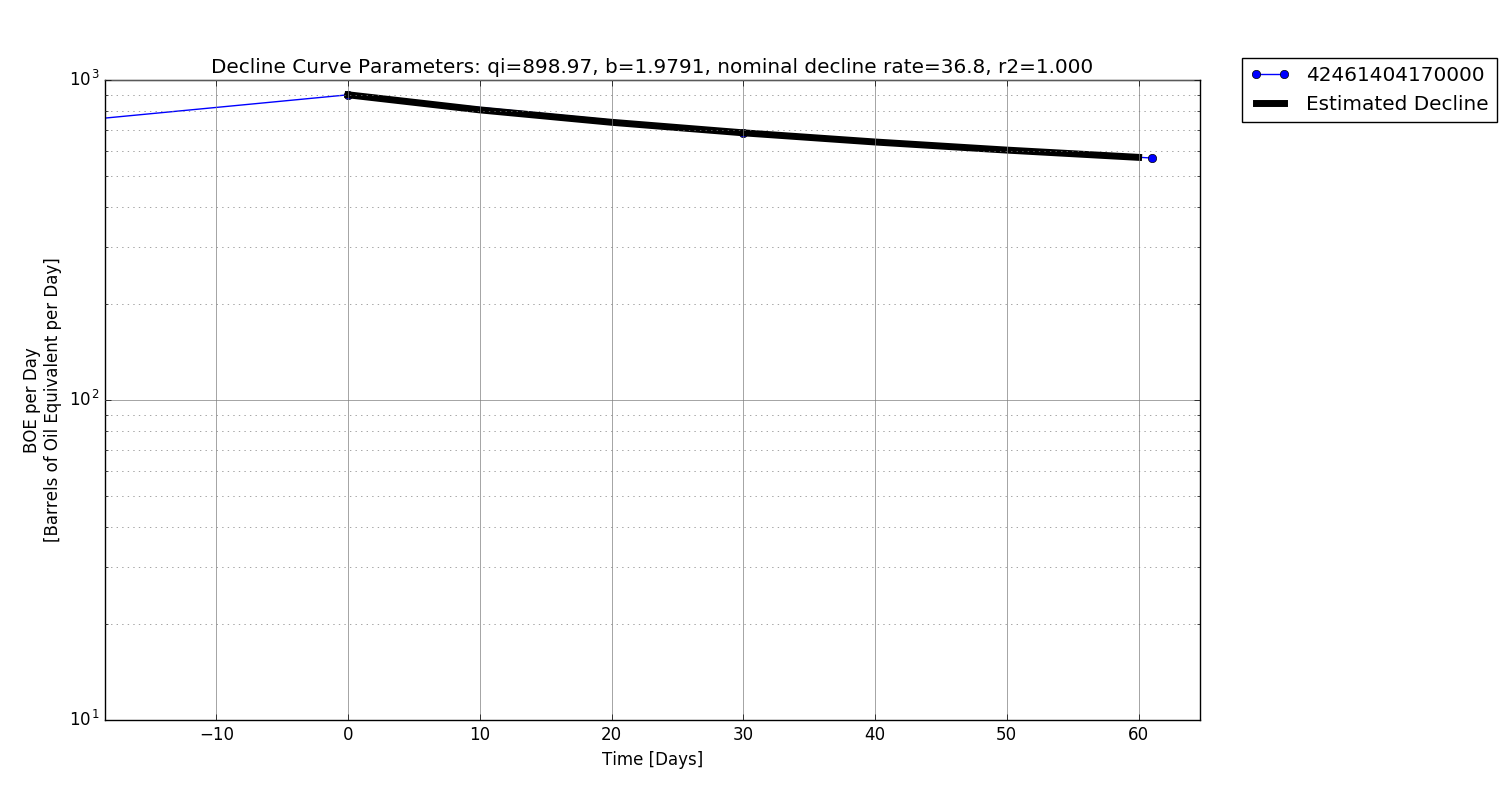 Decline Curve Parameters: qi=898.97, b=1.9791, nominal decline rate=36.8, r2=1.000
42461404170000
Estimated Decline
10³
10²
10¹
BOE per Day
[Barrels of Oil Equivalent per Day]
−10 0 10 20 30 40 50 60
Time [Days]